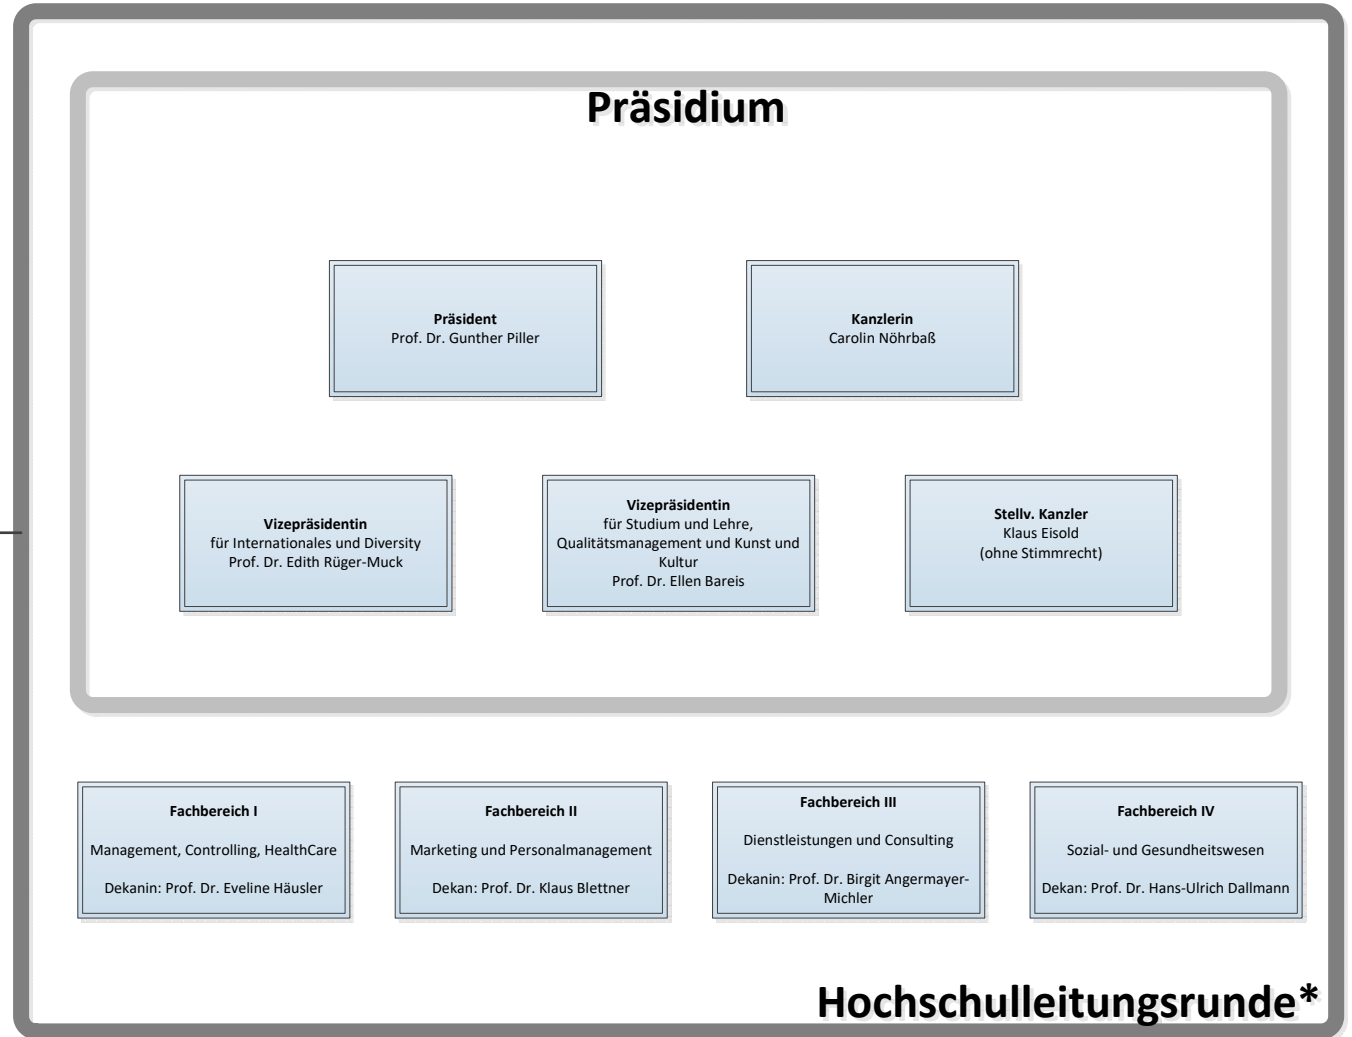 Präsidium
Präsident
Prof. Dr. Gunther Piller
Kanzlerin
Carolin Nöhrbaß
Vizepräsidentin
für Internationales und Diversity
Prof. Dr. Edith Rüger-Muck
Vizepräsidentin
für Studium und Lehre,
Qualitätsmanagement und Kunst und
Kultur
Prof. Dr. Ellen Bareis
Stellv. Kanzler
Klaus Eisold
(ohne Stimmrecht)
Fachbereich I
Management, Controlling, HealthCare
Dekanin: Prof. Dr. Eveline Häusler
Fachbereich II
Marketing und Personalmanagement
Dekan: Prof. Dr. Klaus Blettner
Fachbereich III
Dienstleistungen und Consulting
Dekanin: Prof. Dr. Birgit Angermayer-
Michler
Fachbereich IV
Sozial- und Gesundheitswesen
Dekan: Prof. Dr. Hans-Ulrich Dallmann
Hochschulleitungsrunde*